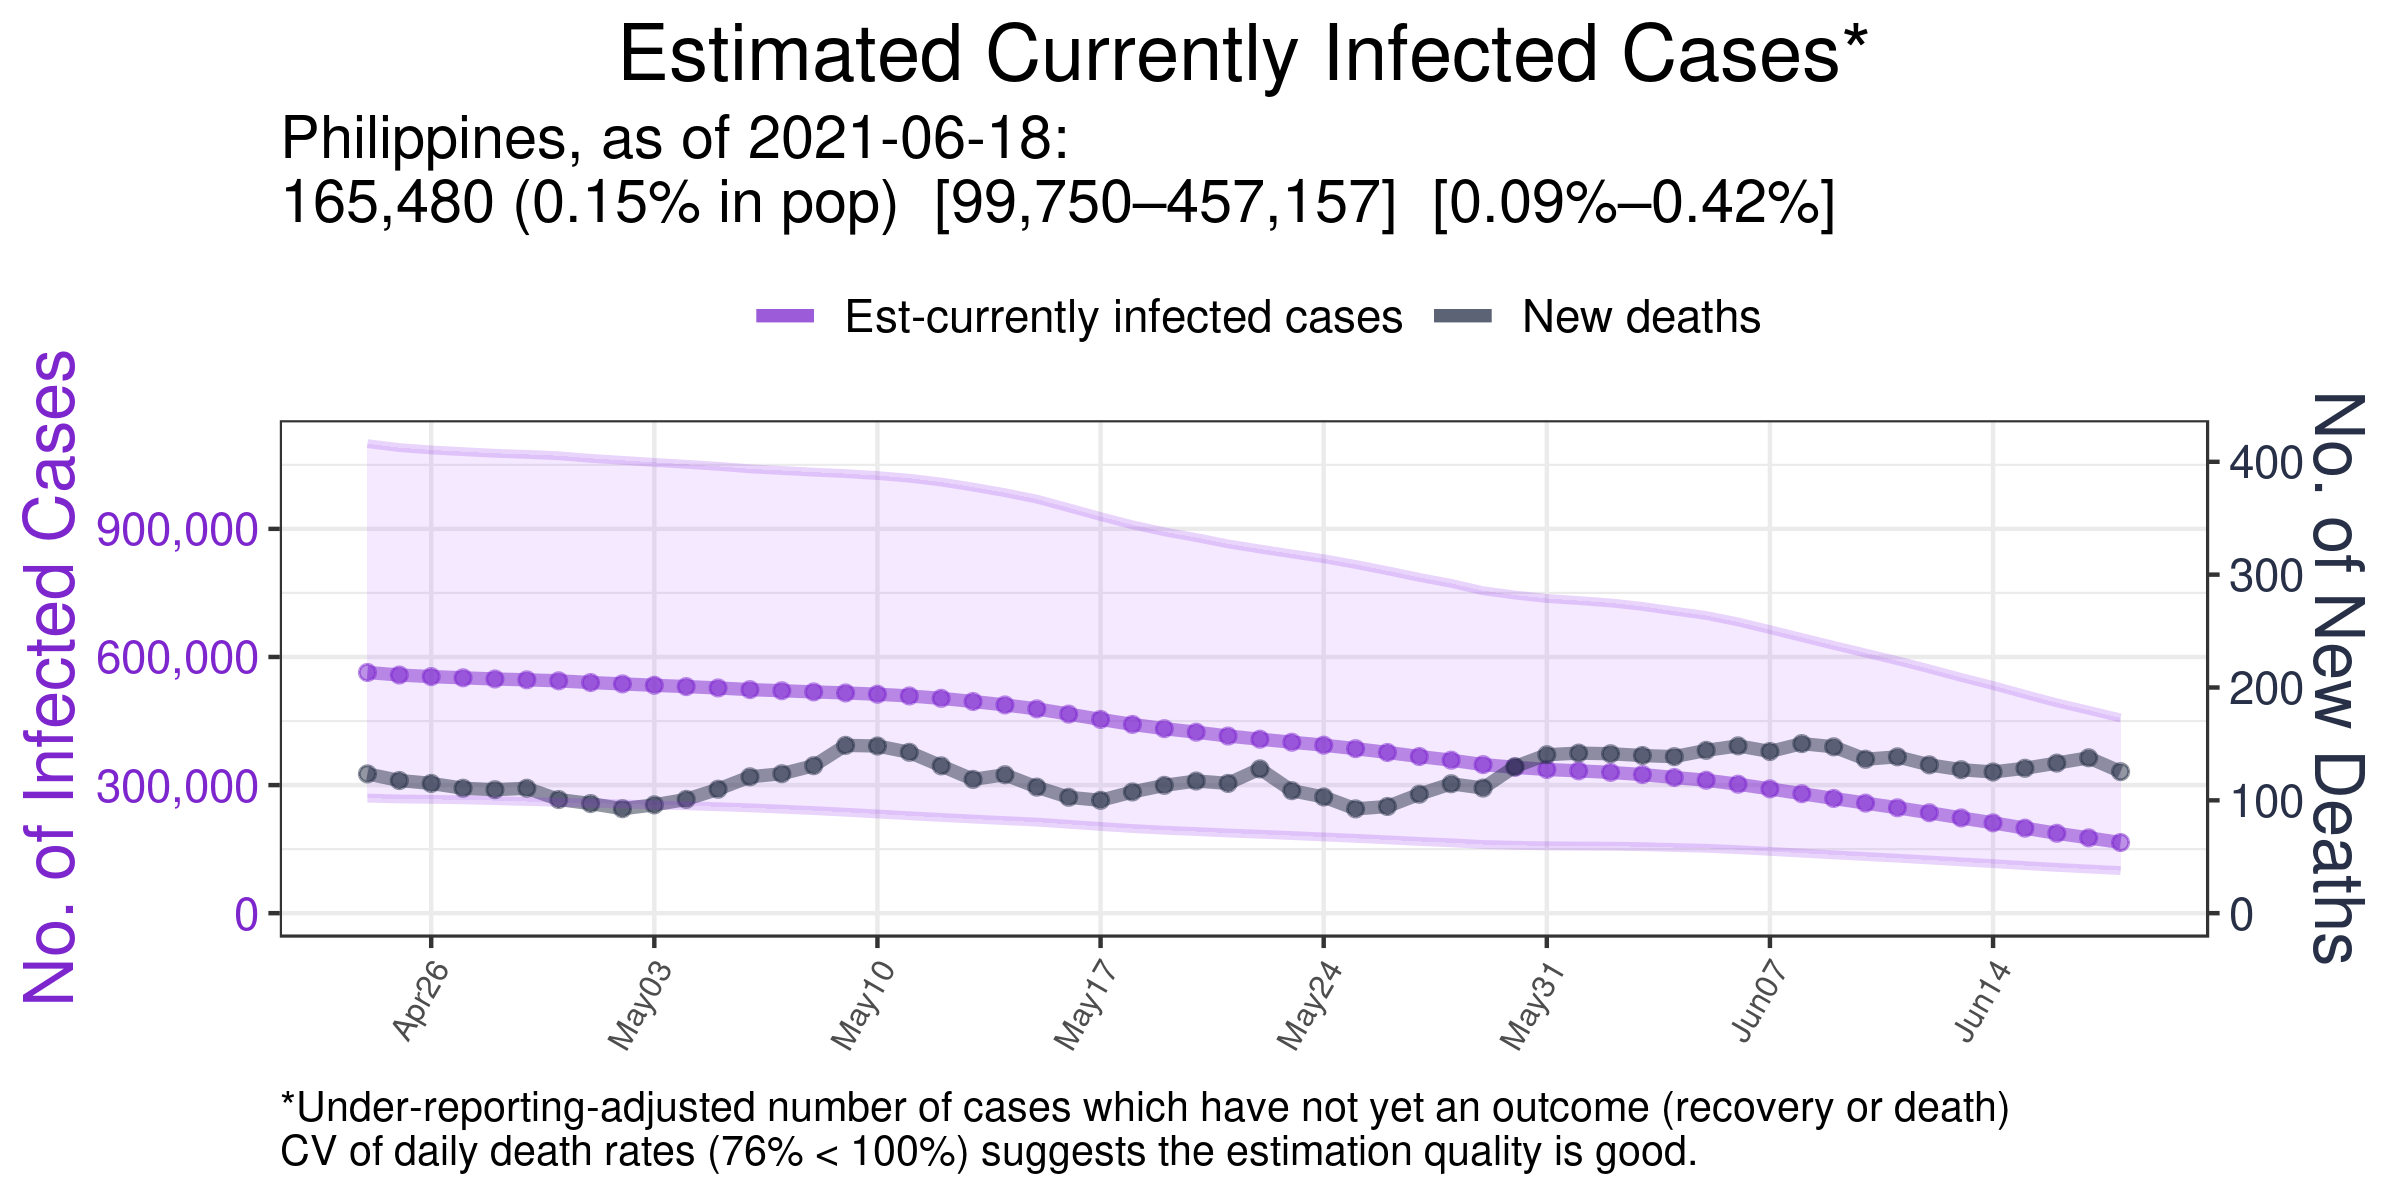 Estimated Currently Infected Cases*
Philippines, as of 2021-06-18:
165,480 (0.15% in pop)  [99,750–457,157]  [0.09%–0.42%]
Est-currently infected cases
New deaths
No. of Infected Cases
900,000
600,000
300,000
0
400
300
200
100
0
No. of New Deaths
Apr26
May03
May10
May17
May24
May31
Jun07
Jun14
*Under-reporting-adjusted number of cases which have not yet an outcome (recovery or death)
CV of daily death rates (76% < 100%) suggests the estimation quality is good.